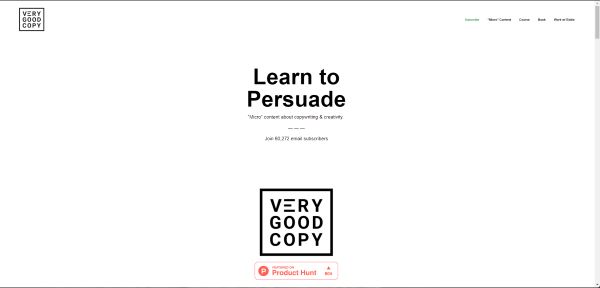 VERY
GOOD
COPY
Subscribe "Micro" Content Course Book Work w/ Eddie
Learn to
Persuade
"Micro" content about copywriting & creativity.
— — —
Join 60,272 email subscribers
VERY
GOOD
COPY
FEATURED ON
Product Hunt